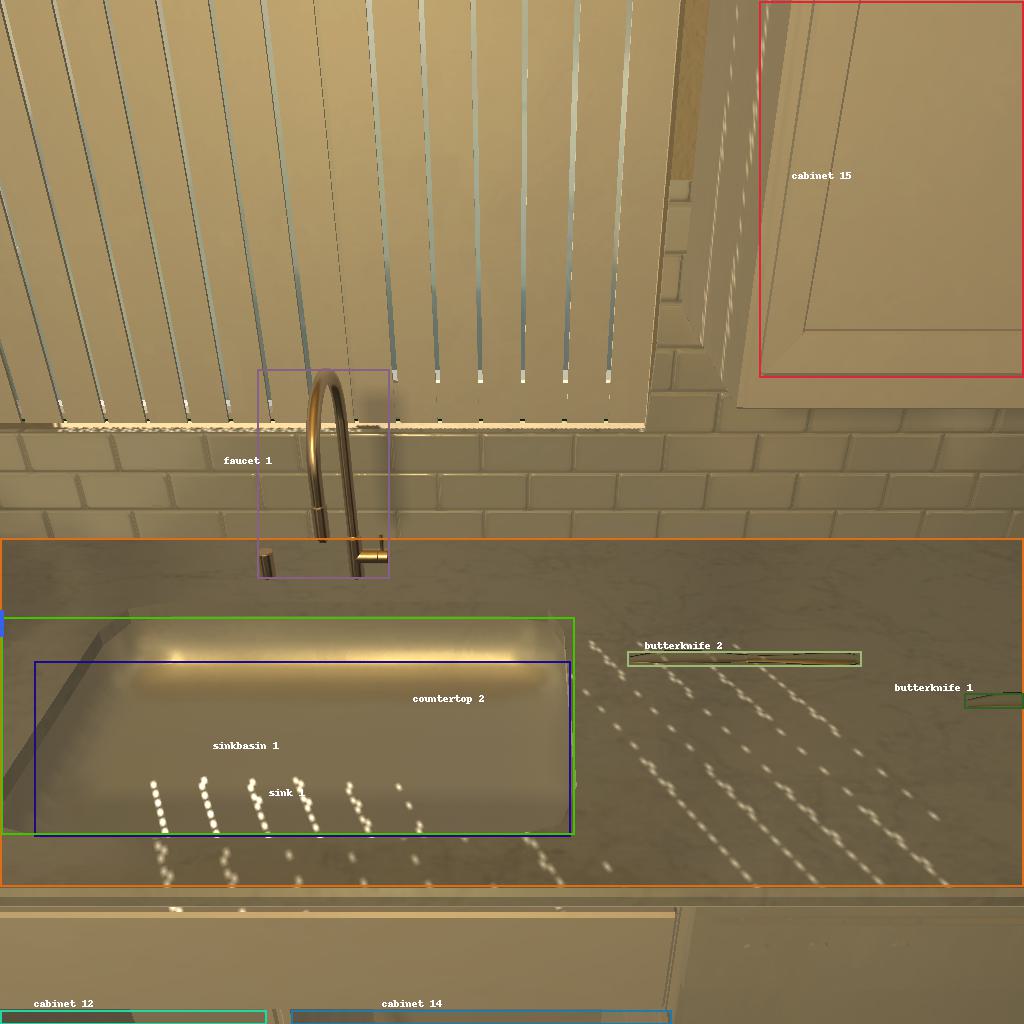 cabinet 15
faucet 1
butterknife 2
butterknife 1
countertop 2
sinkbasin 1
sink 1
cabinet 12
cabinet 14